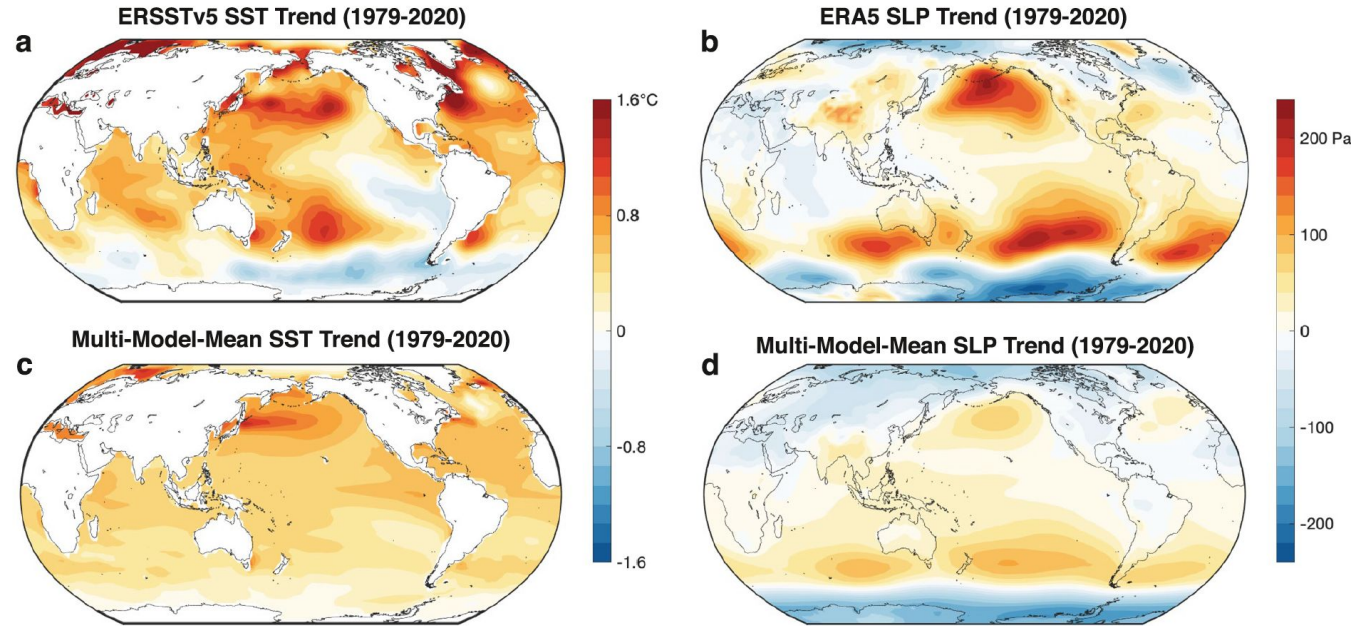 ERSSTv5 SST Trend (1979-2020)
a
ERA5 SLP Trend (1979-2020)
b
1.6°C
0.8
0
-0.8
-1.6
200 Pa
100
0
-100
-200
Multi-Model-Mean SST Trend (1979-2020)
c
Multi-Model-Mean SLP Trend (1979-2020)
d